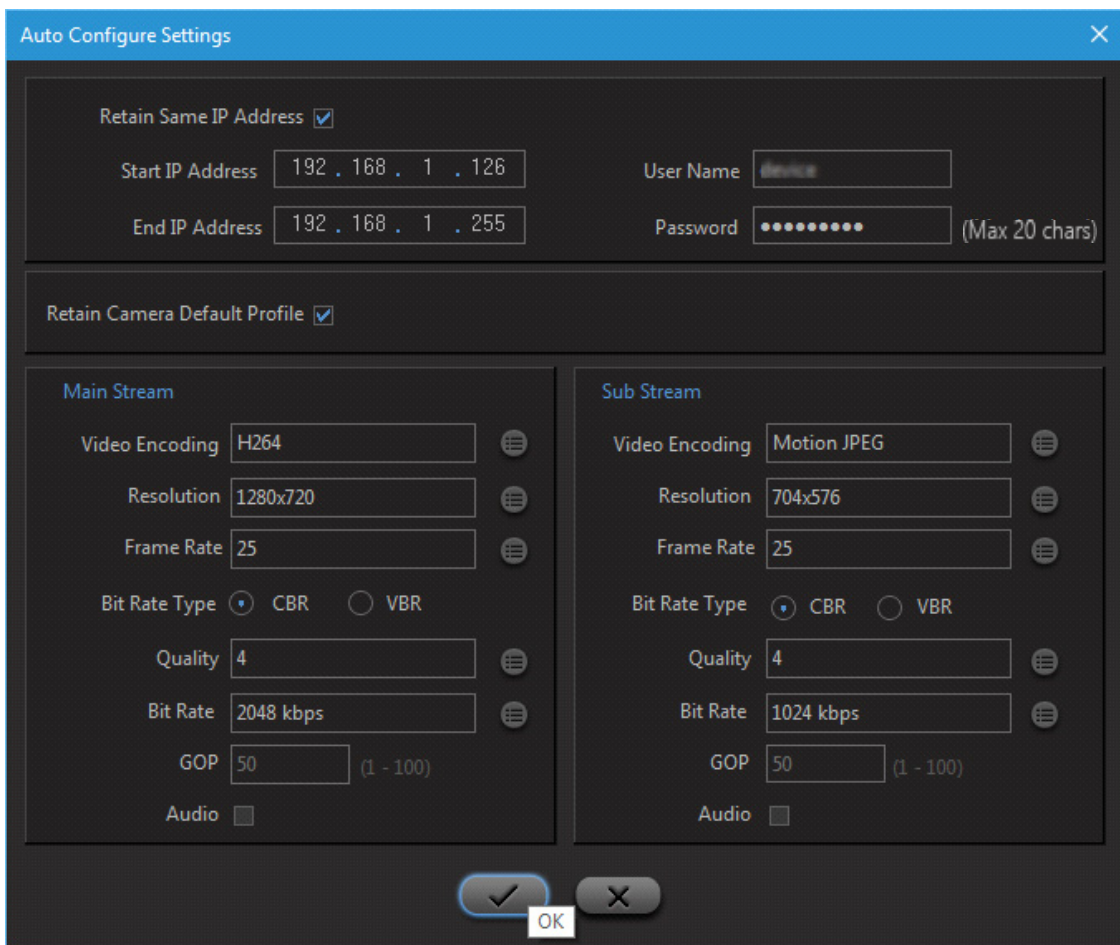 Auto Configure Settings
Retain Same IP Address
Start IP Address 192 . 168 . 1 . 126 User Name
End IP Address 192 . 168 . 1 . 255 Password ●●●●●●●●● (Max 20 chars)
Retain Camera Default Profile
Main Stream
Video Encoding H264
Resolution 1280x720
Frame Rate 25
Bit Rate Type CBR VBR
Quality 4
Bit Rate 2048 kbps
GOP 50 (1 - 100)
Audio
Sub Stream
Video Encoding Motion JPEG
Resolution 704x576
Frame Rate 25
Bit Rate Type CBR VBR
Quality 4
Bit Rate 1024 kbps
GOP 50 (1 - 100)
Audio
OK